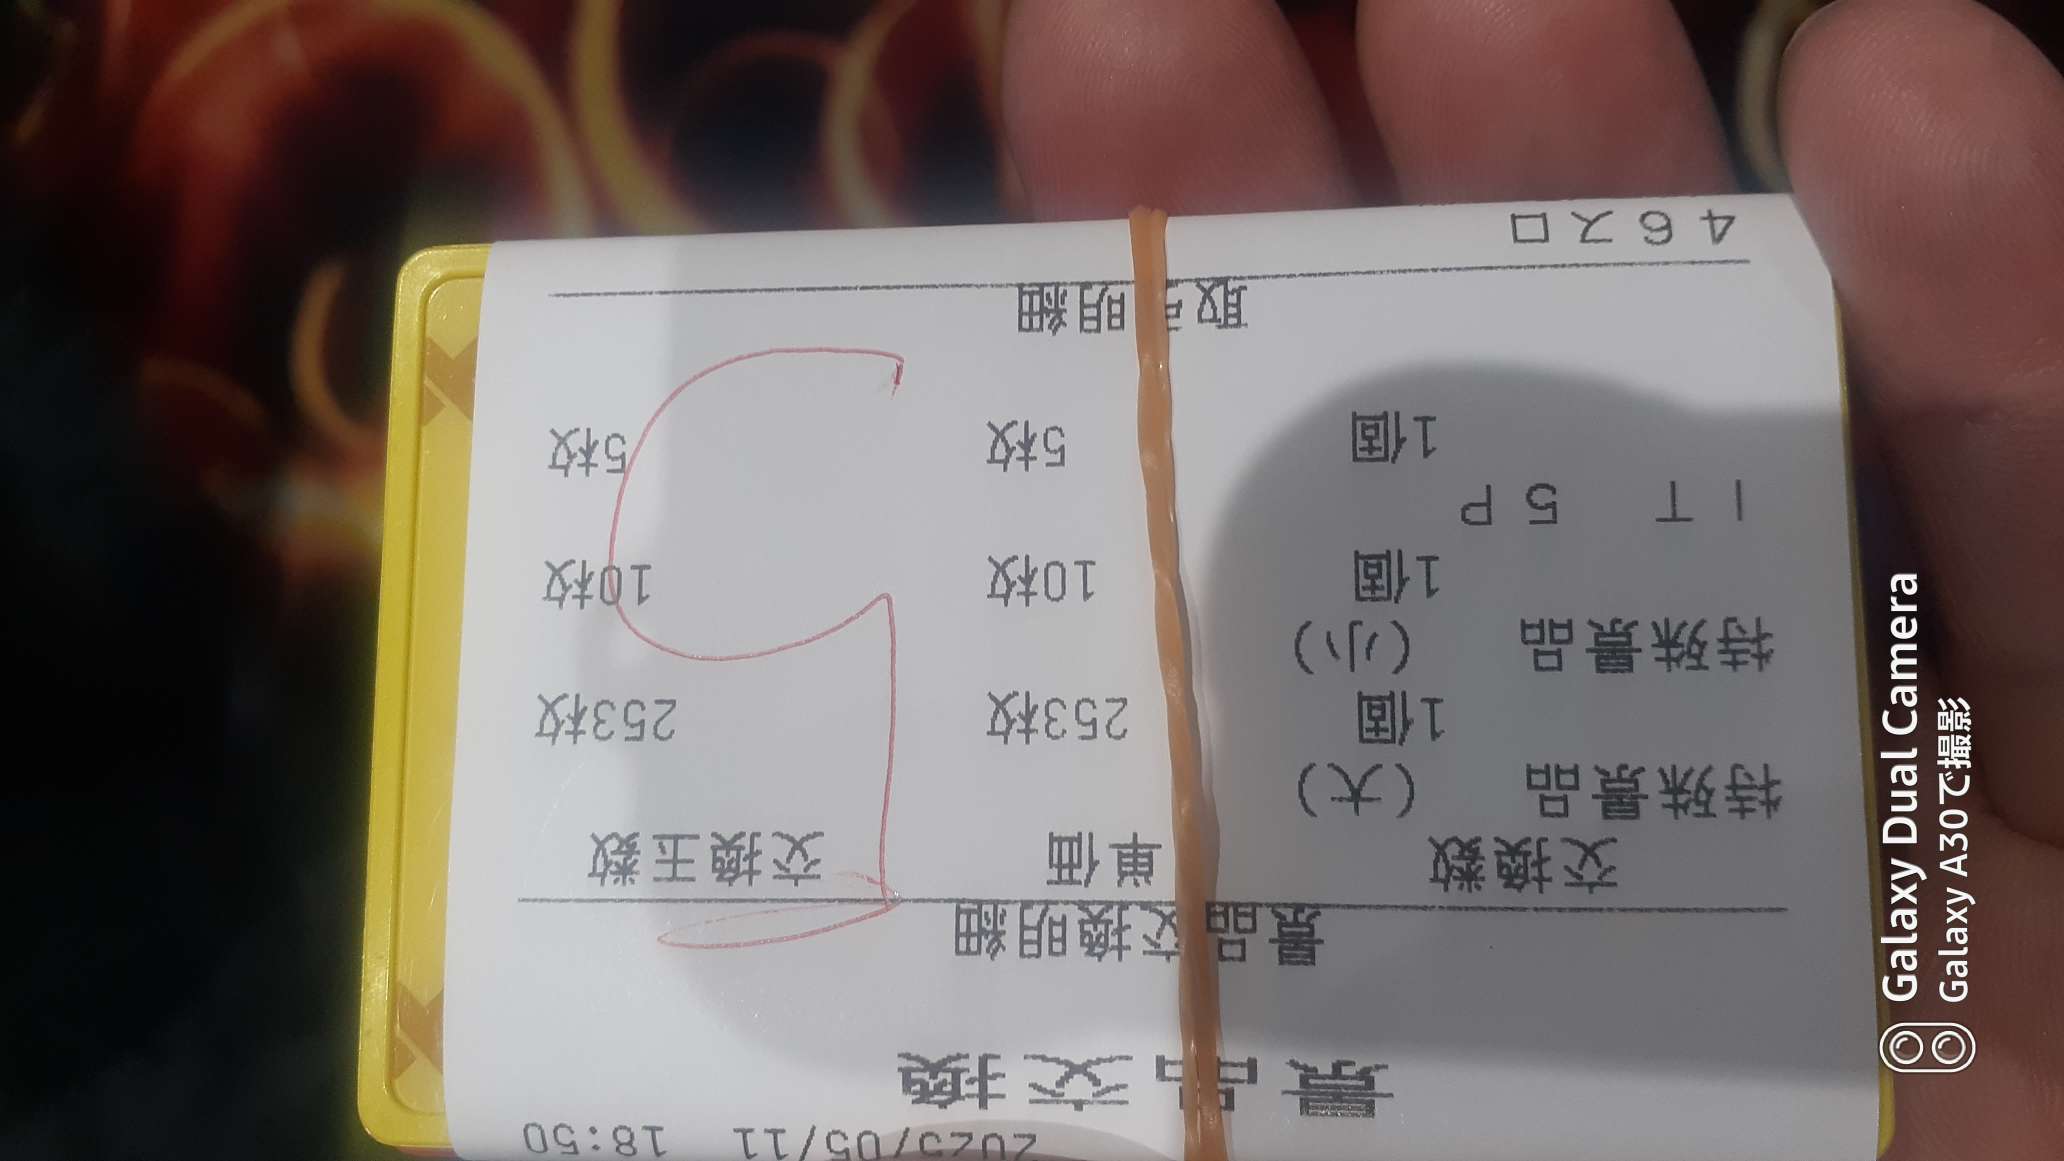 2025/05/11 18:50
景品交換
景品交換明細
交換数 単価 交換玉数
特殊景品 (大)
1個 253枚 253枚
特殊景品 (小)
1個 10枚 10枚
IT 5P
1個 5枚 5枚
取引明細
46スロ
5
Galaxy Dual Camera
Galaxy A30で撮影